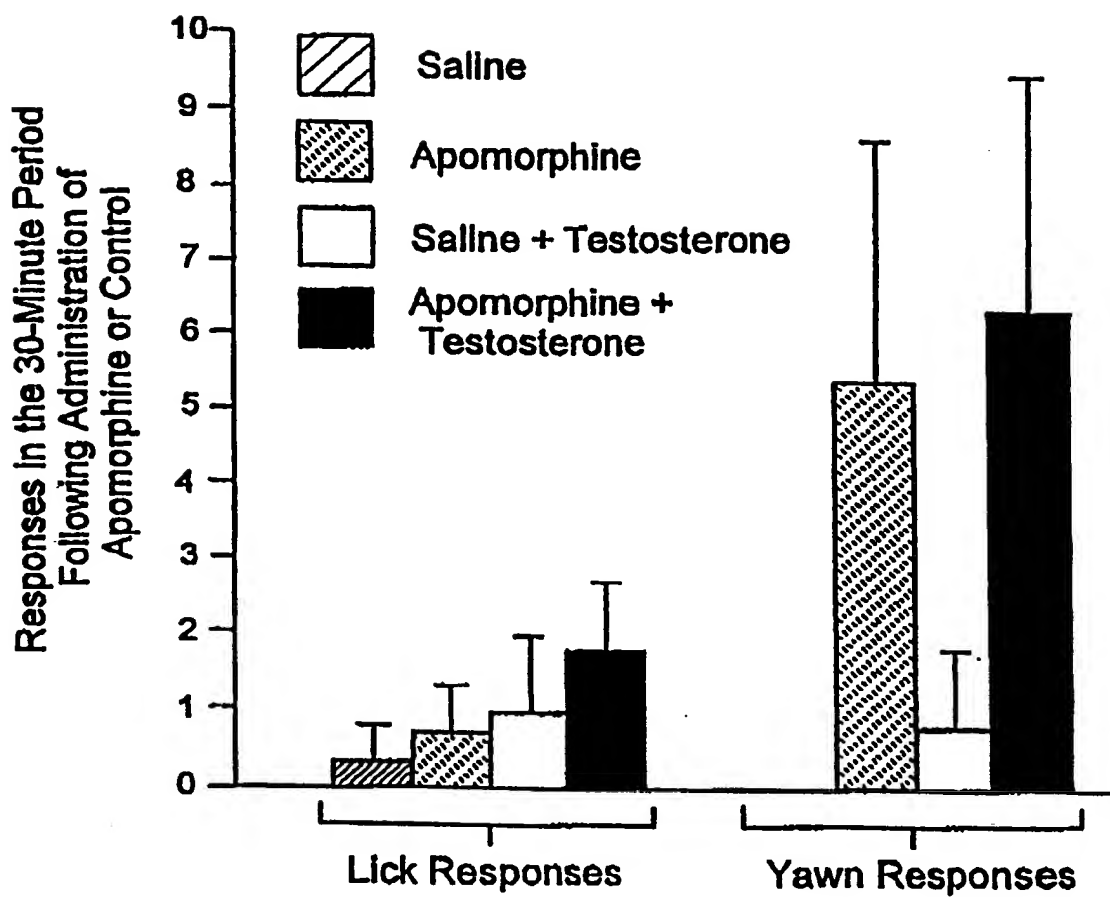 Responses in the 30-Minute Period
Following Administration of
Apomorphine or Control
10
9
8
7
6
5
4
3
2
1
0
Saline
Apomorphine
Saline + Testosterone
Apomorphine +
Testosterone
Lick Responses
Yawn Responses